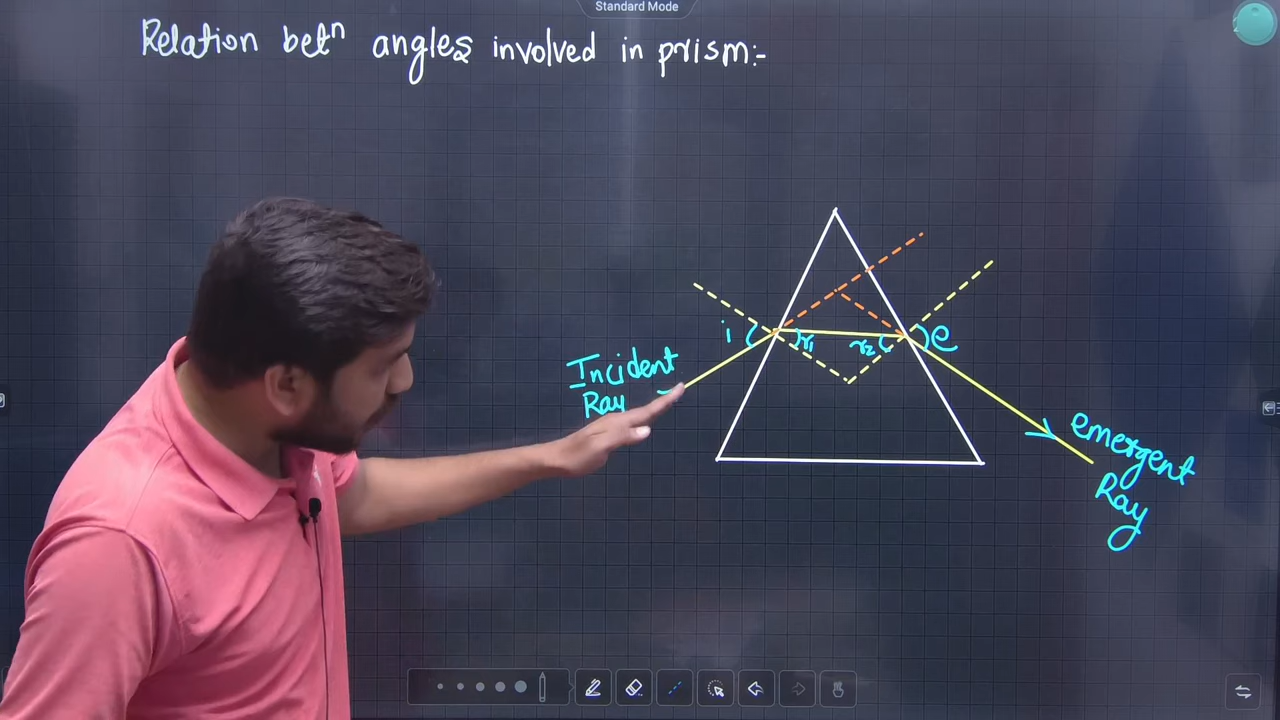 Standard Mode
Relation betⁿ angles involved in prism:-
i
r₁
r₂
e
Incident
Ray
emergent
Ray